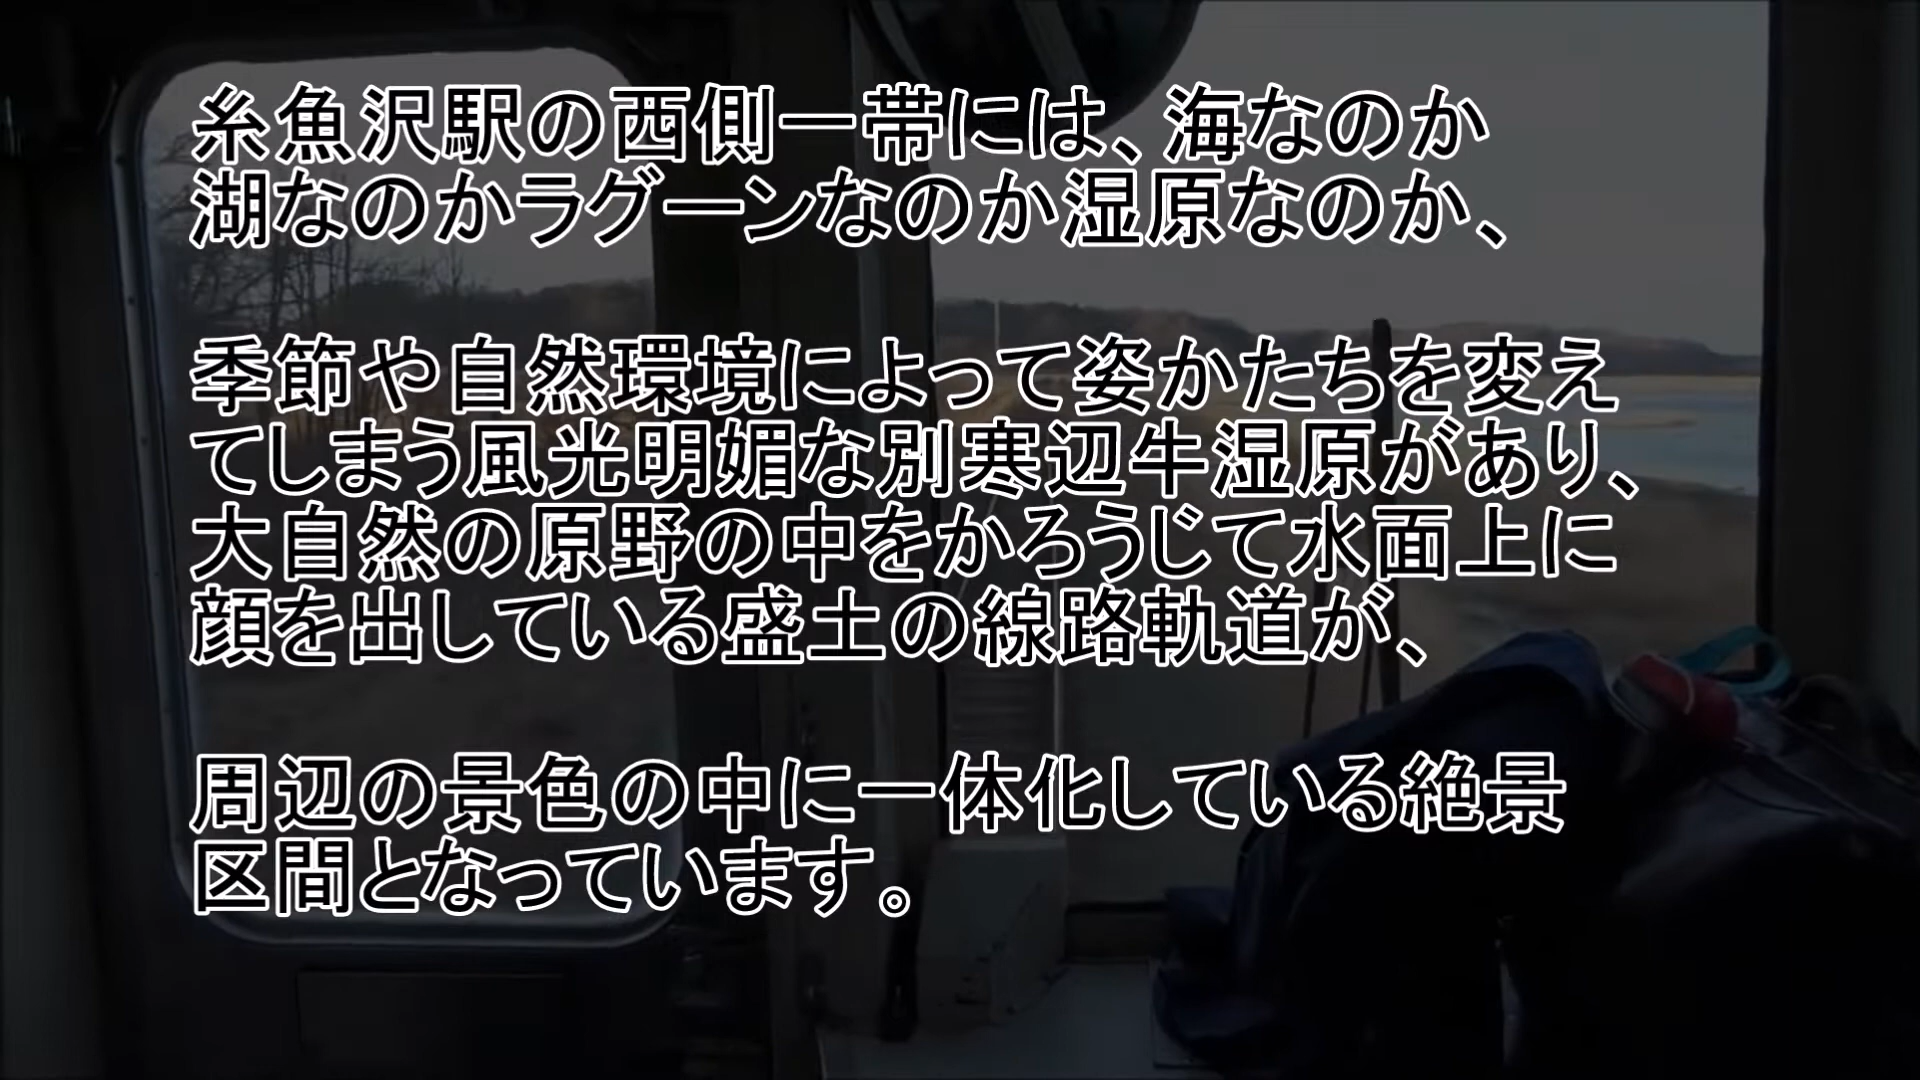 糸魚沢駅の西側一帯には、海なのか
湖なのかラグーンなのか湿原なのか、
季節や自然環境によって姿かたちを変え
てしまう風光明媚な別寒辺牛湿原があり、
大自然の原野の中をかろうじて水面上に
顔を出している盛土の線路軌道が、
周辺の景色の中に一体化している絶景
区間となっています。